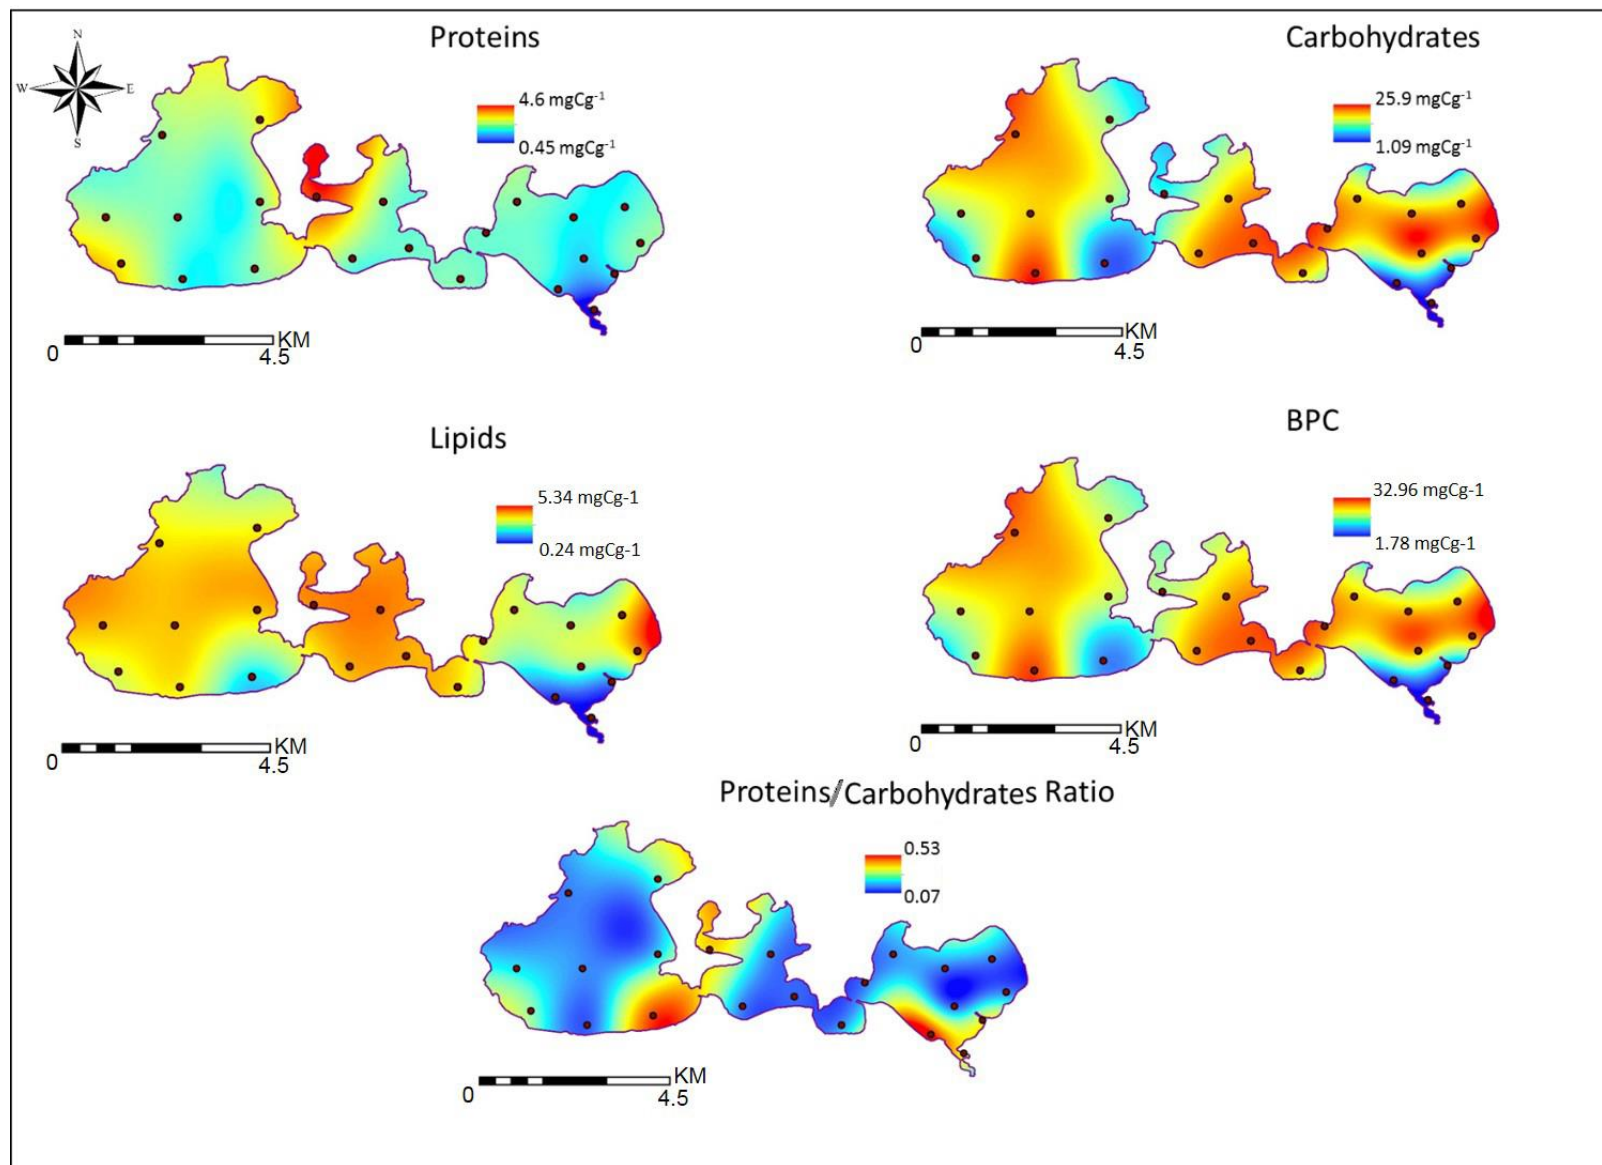 Proteins
Carbohydrates
N
W E
S
4.6 mgCg⁻¹
0.45 mgCg⁻¹
25.9 mgCg⁻¹
1.09 mgCg⁻¹
KM
0 4.5
KM
0 4.5
Lipids
BPC
5.34 mgCg-1
0.24 mgCg-1
32.96 mgCg-1
1.78 mgCg-1
KM
0 4.5
KM
0 4.5
Proteins/Carbohydrates Ratio
0.53
0.07
KM
0 4.5